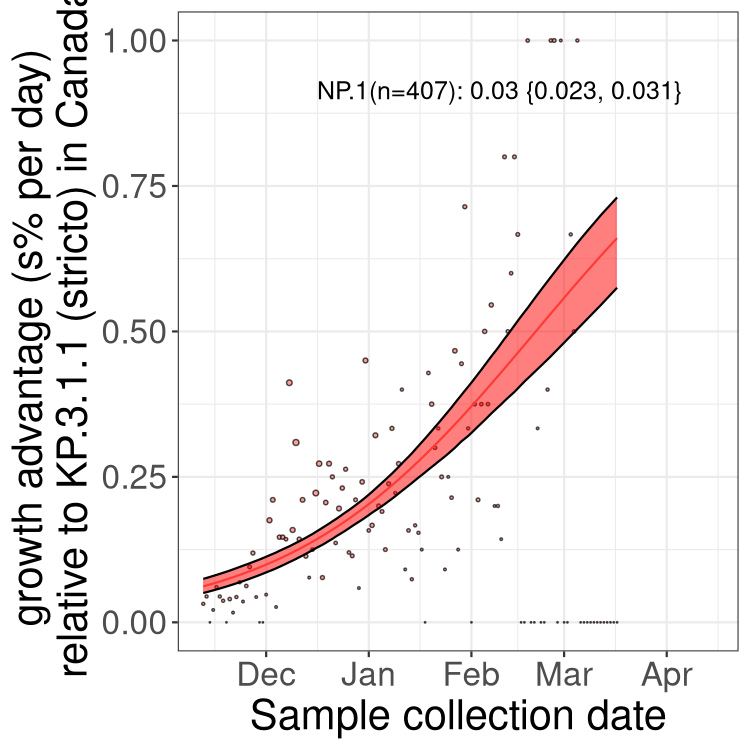 growth advantage (s% per day)
relative to KP.3.1.1 (stricto) in Canada
1.00
NP.1(n=407): 0.03 {0.023, 0.031}
0.75
0.50
0.25
0.00
Dec Jan Feb Mar Apr
Sample collection date